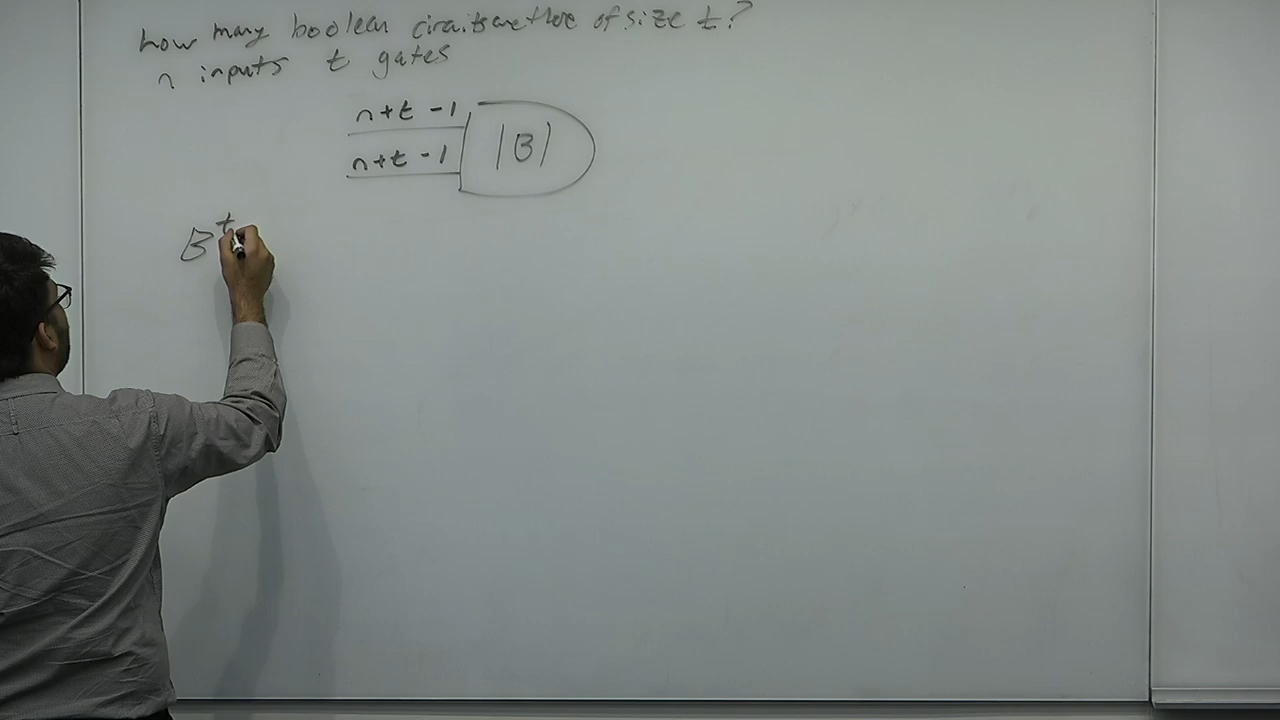 how many boolean circuits are there of size t?
n inputs t gates
n+t -1
n+t -1
|B|
B^t